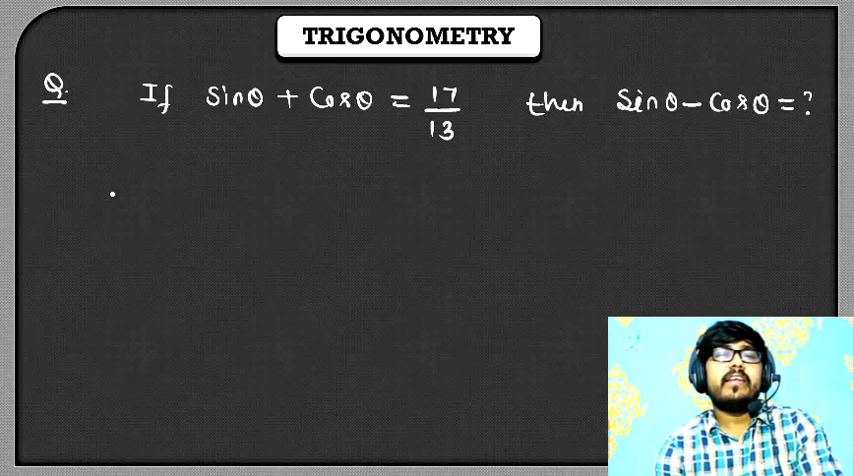 TRIGONOMETRY
Q. If Sinθ + Cosθ = 17/13 then Sinθ - Cosθ = ?